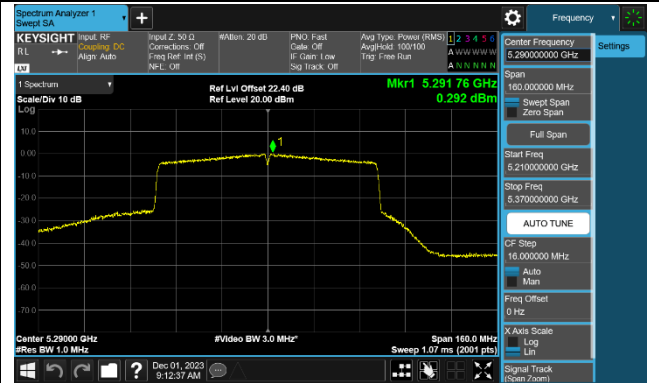 Spectrum Analyzer 1
Swept SA
Frequency
KEYSIGHT
RL
LXI
Input: RF
Coupling: DC
Align: Auto
Input Z: 50 Ω
Corrections: Off
Freq Ref: Int (S)
NFE: Off
#Atten: 20 dB
PNO: Fast
Gate: Off
IF Gain: Low
Sig Track: Off
Avg Type: Power (RMS)
Avg|Hold: 100/100
Trig: Free Run
1 2 3 4 5 6
A W W W W W
A N N N N N
1 Spectrum
Scale/Div 10 dB
Log
Ref Lvl Offset 22.40 dB
Ref Level 20.00 dBm
Mkr1 5.291 76 GHz
0.292 dBm
1
10.0
0.00
-10.0
-20.0
-30.0
-40.0
-50.0
-60.0
-70.0
Center 5.29000 GHz
#Res BW 1.0 MHz
#Video BW 3.0 MHz*
Span 160.0 MHz
Sweep 1.07 ms (2001 pts)
Dec 01, 2023
9:12:37 AM
Center Frequency
5.290000000 GHz
Settings
Span
160.000000 MHz
Swept Span
Zero Span
Full Span
Start Freq
5.210000000 GHz
Stop Freq
5.370000000 GHz
AUTO TUNE
CF Step
16.000000 MHz
Auto
Man
Freq Offset
0 Hz
X Axis Scale
Log
Lin
Signal Track
(Span Zoom)